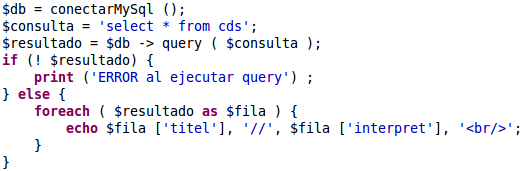 $db = conectarMySql ();
$consulta = 'select * from cds';
$resultado = $db -> query ( $consulta );
if (! $resultado) {
    print ('ERROR al ejecutar query') ;
} else {
    foreach ( $resultado as $fila ) {
        echo $fila ['titel'], '//', $fila ['interpret'], '<br/>';
    }
}